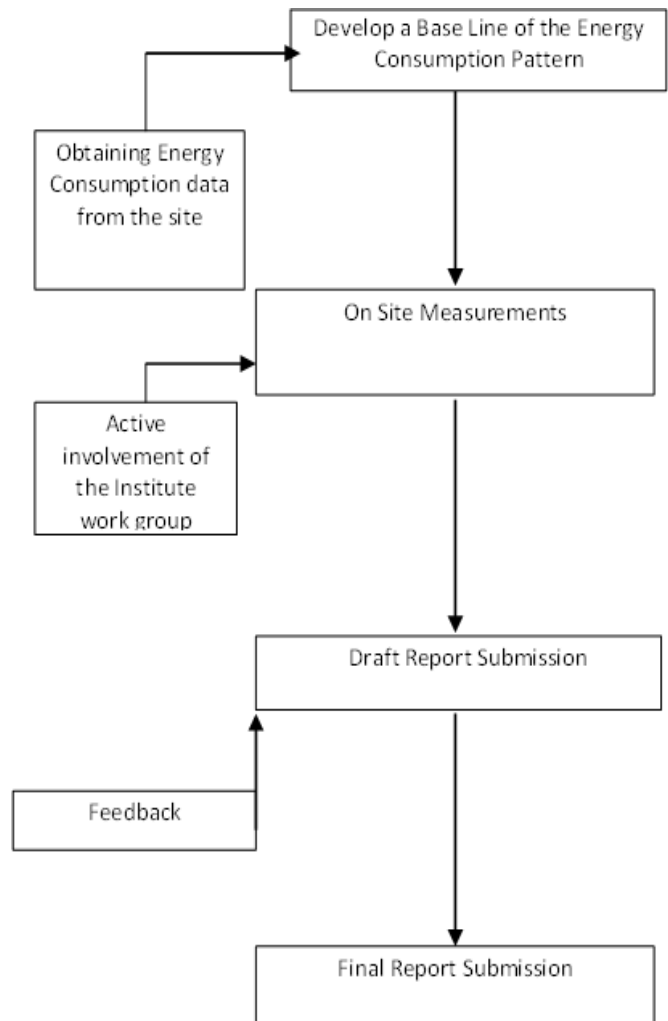 Develop a Base Line of the Energy
Consumption Pattern
Obtaining Energy
Consumption data
from the site
On Site Measurements
Active
involvement of
the Institute
work group
Draft Report Submission
Feedback
Final Report Submission